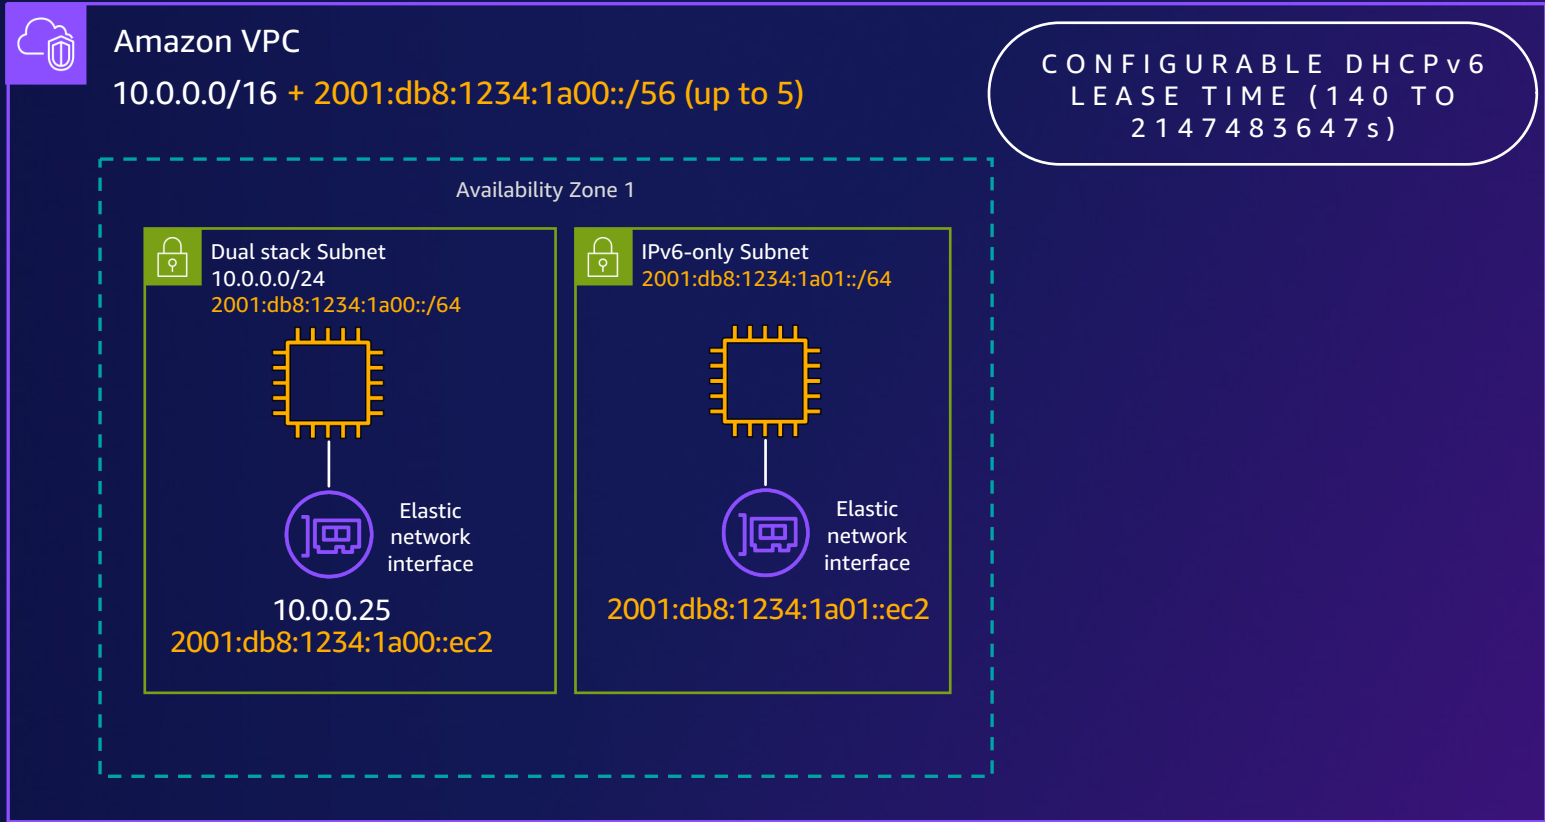 Amazon VPC
10.0.0.0/16 + 2001:db8:1234:1a00::/56 (up to 5)
CONFIGURABLE DHCPv6
LEASE TIME (140 TO
2147483647s)
Availability Zone 1
Dual stack Subnet
10.0.0.0/24
2001:db8:1234:1a00::/64
Elastic
network
interface
10.0.0.25
2001:db8:1234:1a00::ec2
IPv6-only Subnet
2001:db8:1234:1a01::/64
Elastic
network
interface
2001:db8:1234:1a01::ec2